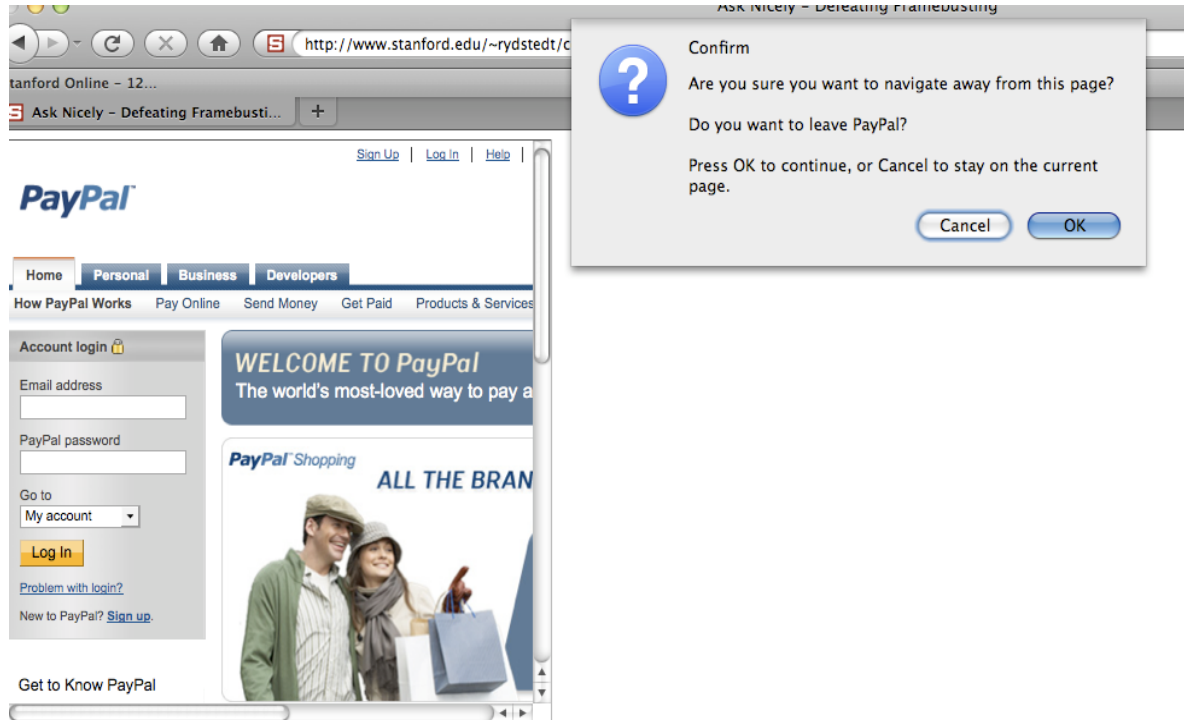 Ask Nicely – Defeating Framebusting
http://www.stanford.edu/~rydstedt/c
tanford Online – 12...
Ask Nicely – Defeating Framebusti...
+
Confirm
Are you sure you want to navigate away from this page?
Do you want to leave PayPal?
Press OK to continue, or Cancel to stay on the current
page.
Cancel
OK
Sign Up | Log In | Help |
PayPal™
Home Personal Business Developers
How PayPal Works Pay Online Send Money Get Paid Products & Services
Account login
Email address
PayPal password
Go to
My account
Log In
Problem with login?
New to PayPal? Sign up.
WELCOME TO PayPal
The world's most-loved way to pay a
PayPal™ Shopping
ALL THE BRAN
Get to Know PayPal